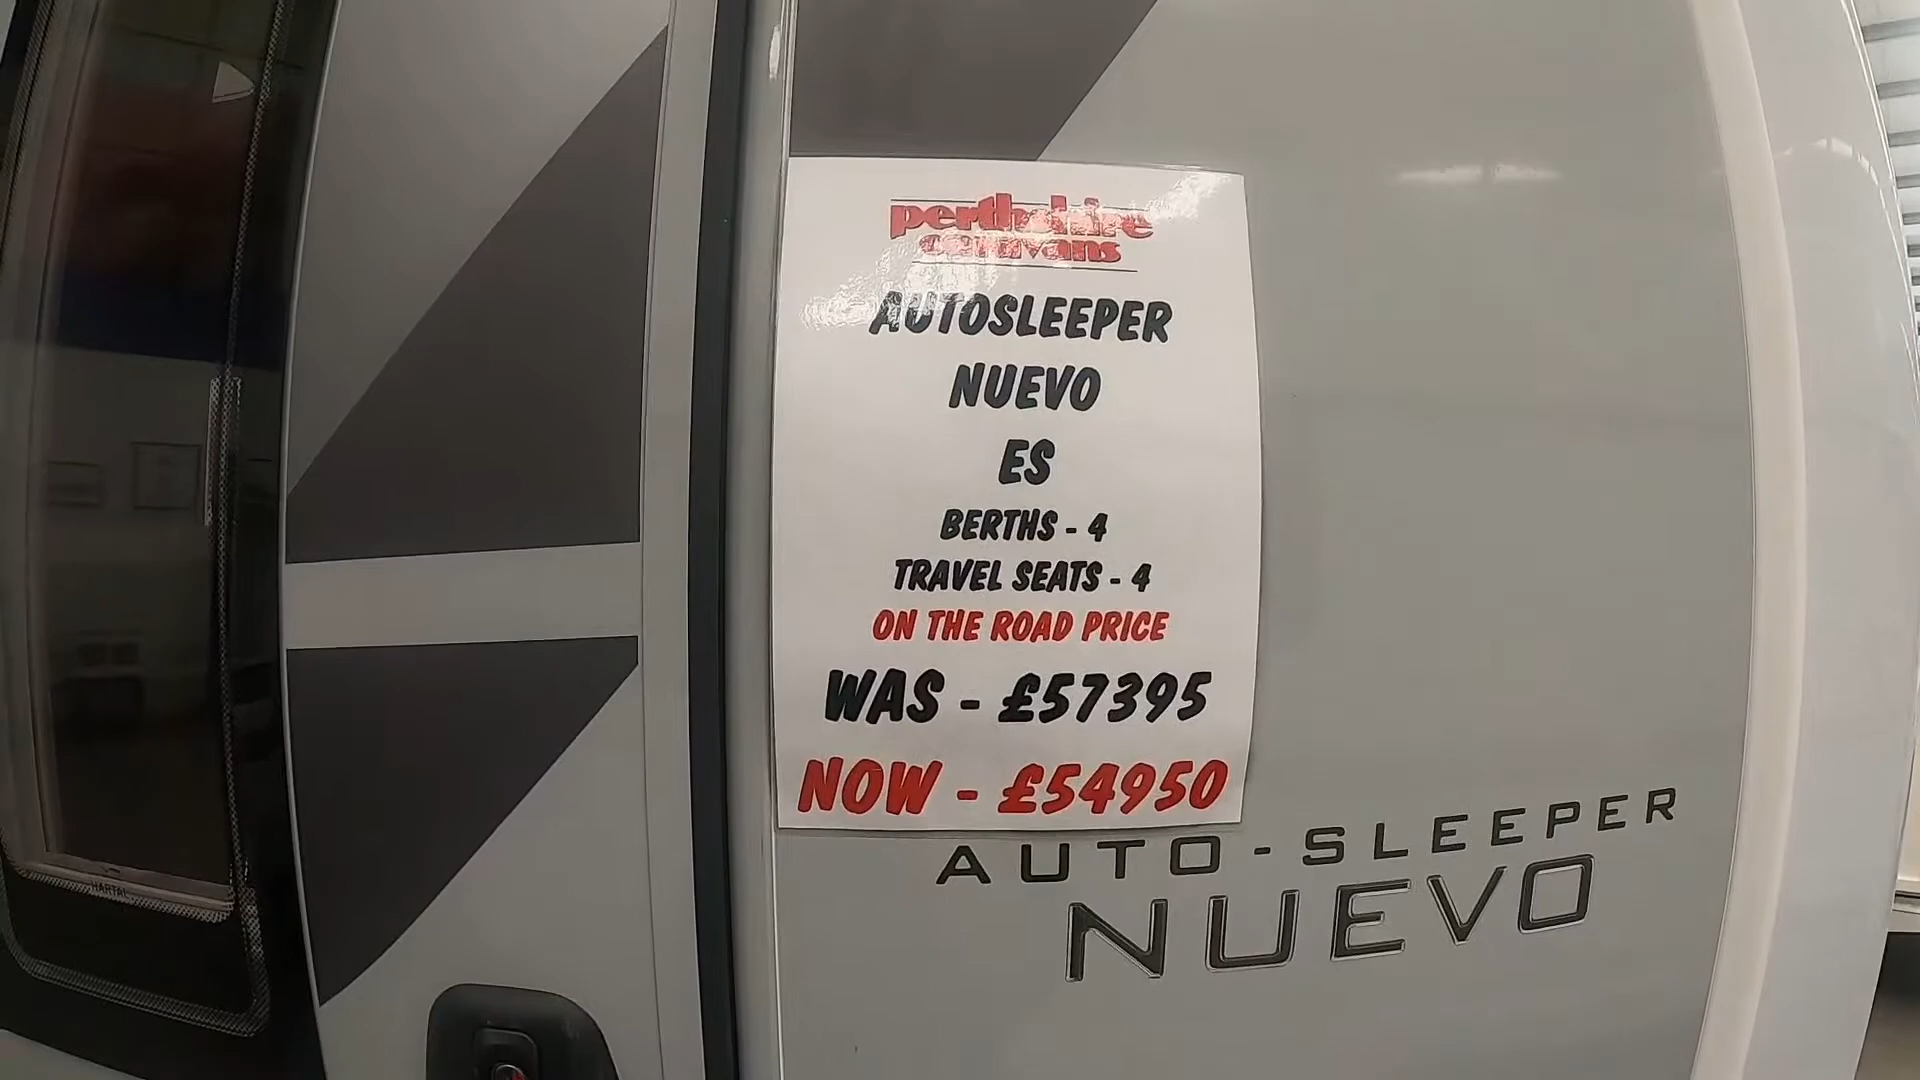 perthshire
caravans
AUTOSLEEPER
NUEVO
ES
BERTHS - 4
TRAVEL SEATS - 4
ON THE ROAD PRICE
WAS - £57395
NOW - £54950
AUTO-SLEEPER
NUEVO
HARTAL